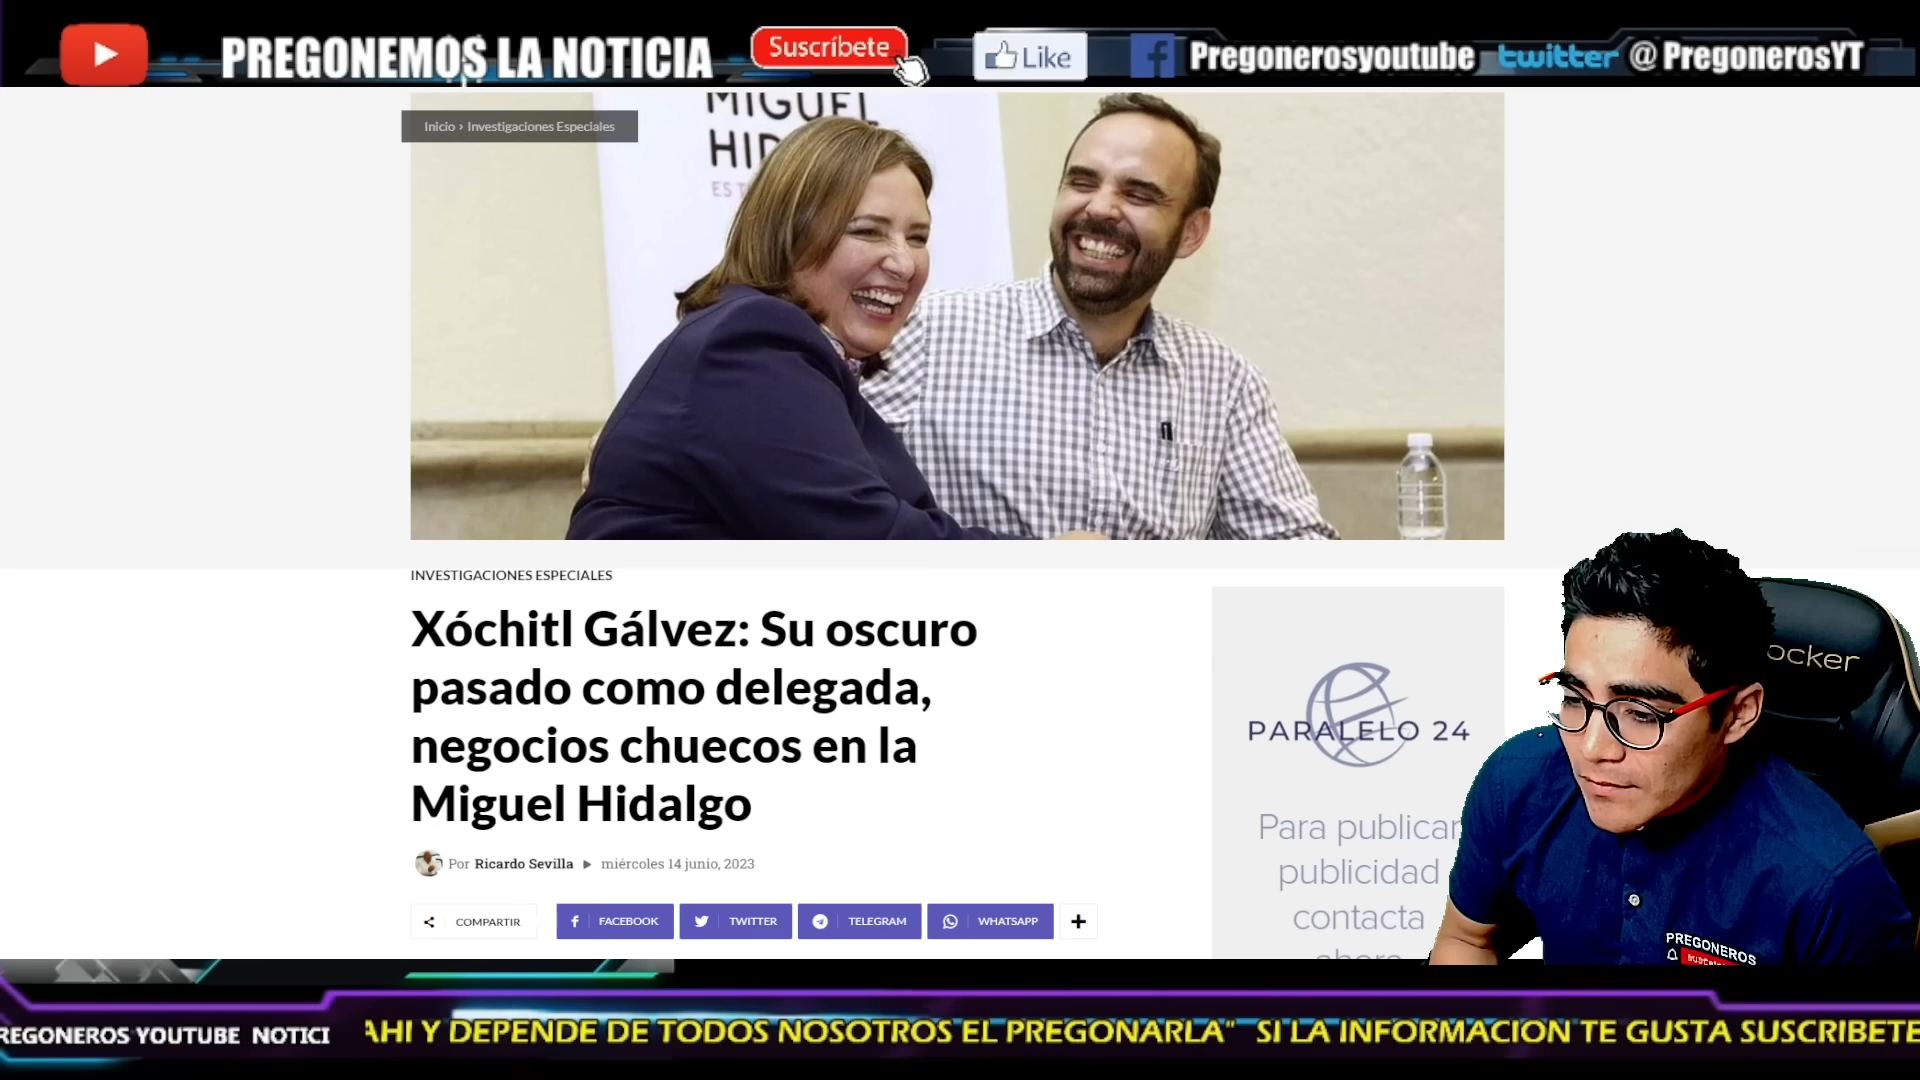 PREGONEMOS LA NOTICIA
Suscríbete
Like
Pregonerosyoutube
twitter @PregonerosYT
Inicio › Investigaciones Especiales
MIGUEL
INVESTIGACIONES ESPECIALES
Xóchitl Gálvez: Su oscuro
pasado como delegada,
negocios chuecos en la
Miguel Hidalgo
Por Ricardo Sevilla ▸ miércoles 14 junio, 2023
COMPARTIR
FACEBOOK
TWITTER
TELEGRAM
WHATSAPP
+
PARALELO 24
Para publicar
publicidad
contacta
ahora
ocker
PREGONEROS
REGONEROS YOUTUBE NOTICI
AHI Y DEPENDE DE TODOS NOSOTROS EL PREGONARLA" SI LA INFORMACION TE GUSTA SUSCRIBETE